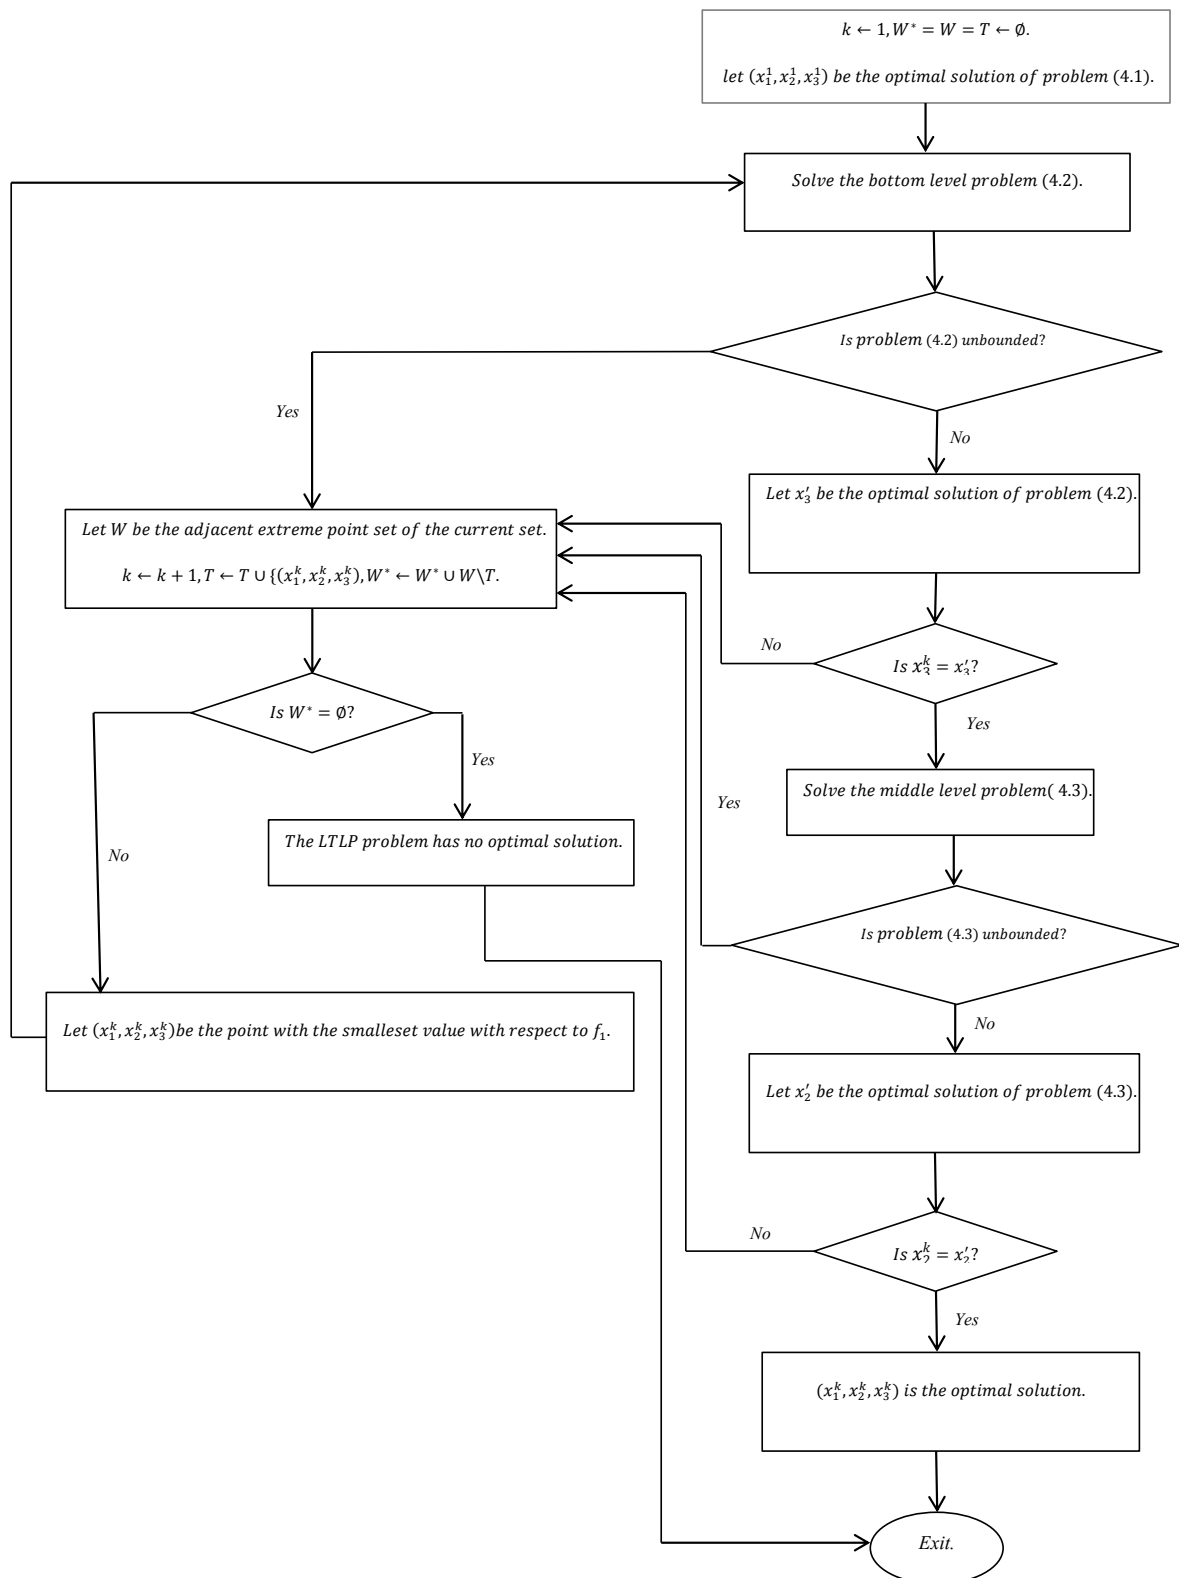 k ← 1, W* = W = T ← ∅.
let (x₁¹, x₂¹, x₃¹) be the optimal solution of problem (4.1).
Solve the bottom level problem (4.2).
Is problem (4.2) unbounded?
Yes
No
Let x₃′ be the optimal solution of problem (4.2).
Let W be the adjacent extreme point set of the current set.
k ← k + 1, T ← T ∪ {(x₁ᵏ, x₂ᵏ, x₃ᵏ), W* ← W* ∪ W\T.
No
Is x₃ᵏ = x₃′?
Yes
Is W* = ∅?
Yes
No
Solve the middle level problem( 4.3).
Yes
The LTLP problem has no optimal solution.
Is problem (4.3) unbounded?
No
Let (x₁ᵏ, x₂ᵏ, x₃ᵏ)be the point with the smalleset value with respect to f₁.
Let x₂′ be the optimal solution of problem (4.3).
No
Is x₂ᵏ = x₂′?
Yes
(x₁ᵏ, x₂ᵏ, x₃ᵏ) is the optimal solution.
Exit.